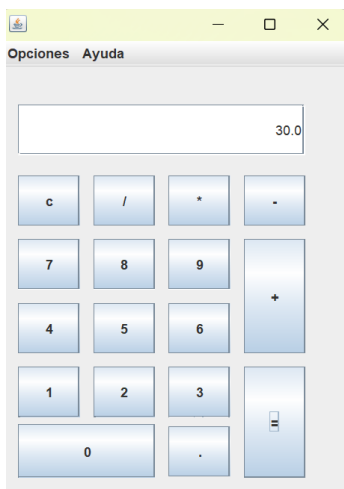 Opciones Ayuda
30.0
c / * -
7 8 9
+
4 5 6
1 2 3
=
0 .